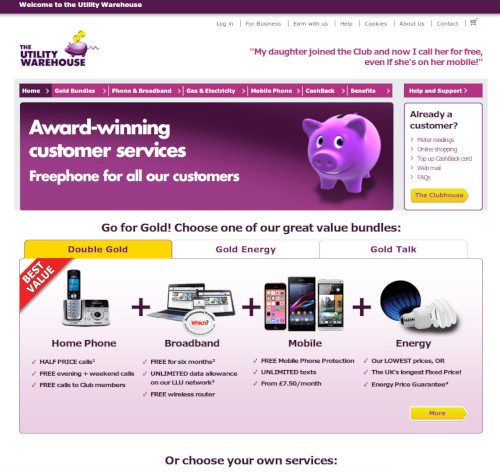 Welcome to the Utility Warehouse
Log in
For Business
Earn with us
Help
Cookies
About Us
Contact
THE
UTILITY
WAREHOUSE
"My daughter joined the Club and now I call her for free,
even if she's on her mobile!"
Home
Gold Bundles
Phone & Broadband
Gas & Electricity
Mobile Phone
CashBack
Benefits
Help and Support
Award-winning
customer services
Freephone for all our customers
Already a
customer?
Meter readings
Online shopping
Top up CashBack card
Web mail
FAQs
The Clubhouse
Go for Gold! Choose one of our great value bundles:
Double Gold
Gold Energy
Gold Talk
BEST
VALUE
+
+
+
Which?
Home Phone
HALF PRICE calls¹
FREE evening + weekend calls
FREE calls to Club members
Broadband
FREE for six months²
UNLIMITED data allowance
on our LLU network³
FREE wireless router
Mobile
FREE Mobile Phone Protection
UNLIMITED texts
From £7.50/month
Energy
Our LOWEST prices, OR
The UK's longest Fixed Price!
Energy Price Guarantee⁴
More
Or choose your own services: